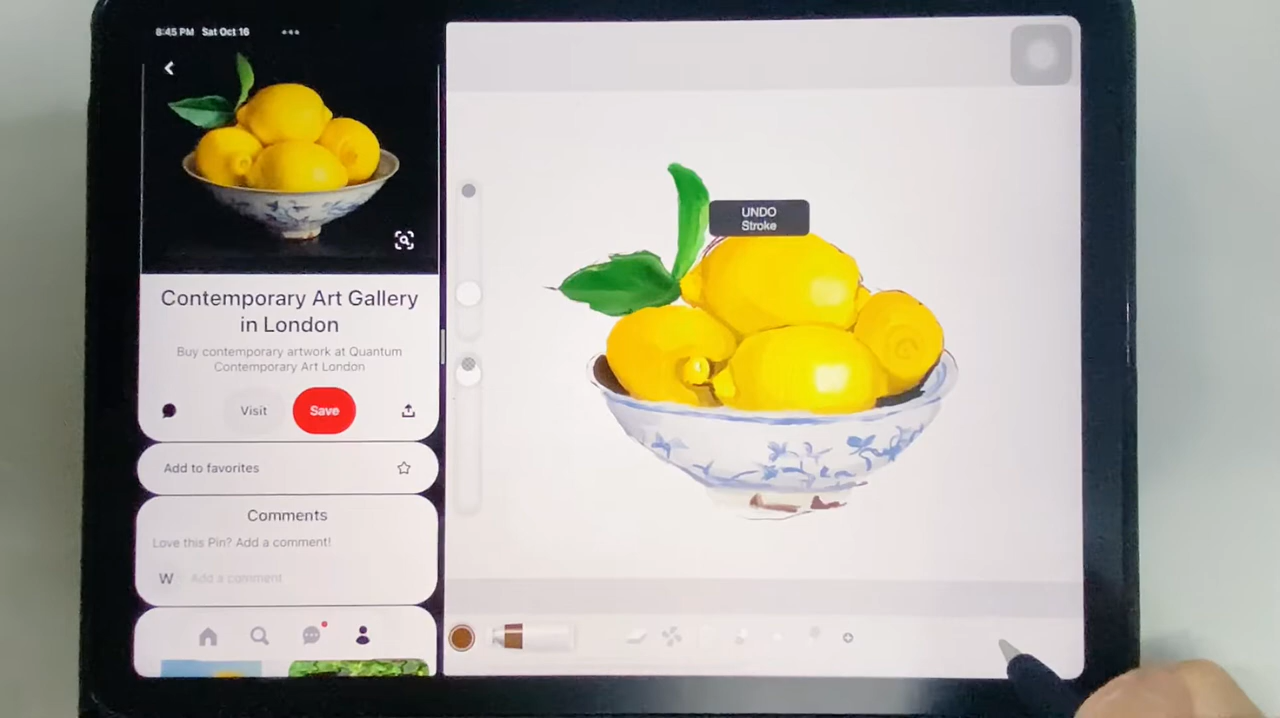 8:45 PM Sat Oct 16
Contemporary Art Gallery
in London
Buy contemporary artwork at Quantum
Contemporary Art London
Visit
Save
Add to favorites
Comments
Love this Pin? Add a comment!
W
Add a comment
UNDO
Stroke